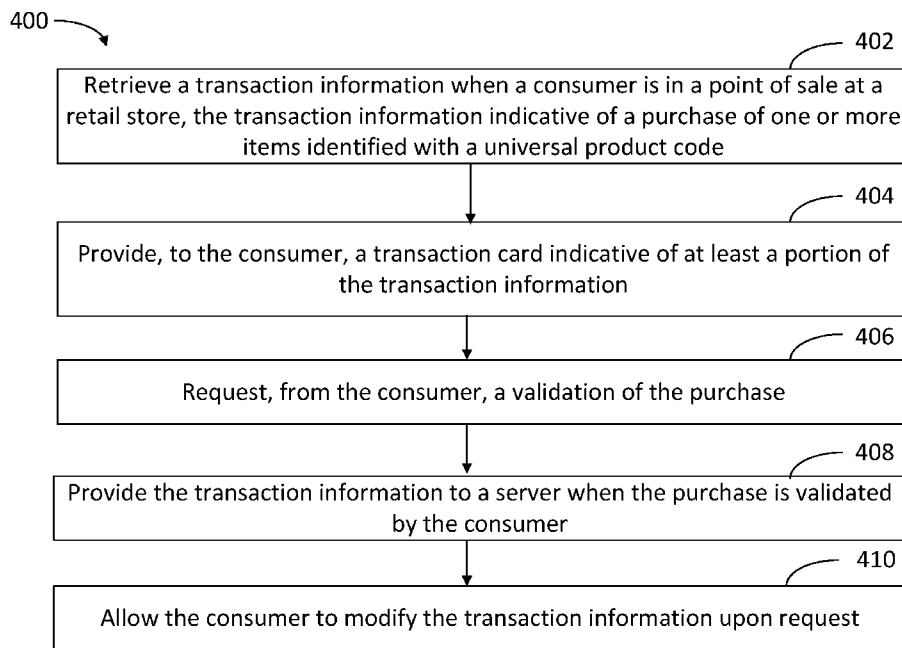 400
402
Retrieve a transaction information when a consumer is in a point of sale at a
retail store, the transaction information indicative of a purchase of one or more
items identified with a universal product code
404
Provide, to the consumer, a transaction card indicative of at least a portion of
the transaction information
406
Request, from the consumer, a validation of the purchase
408
Provide the transaction information to a server when the purchase is validated
by the consumer
410
Allow the consumer to modify the transaction information upon request